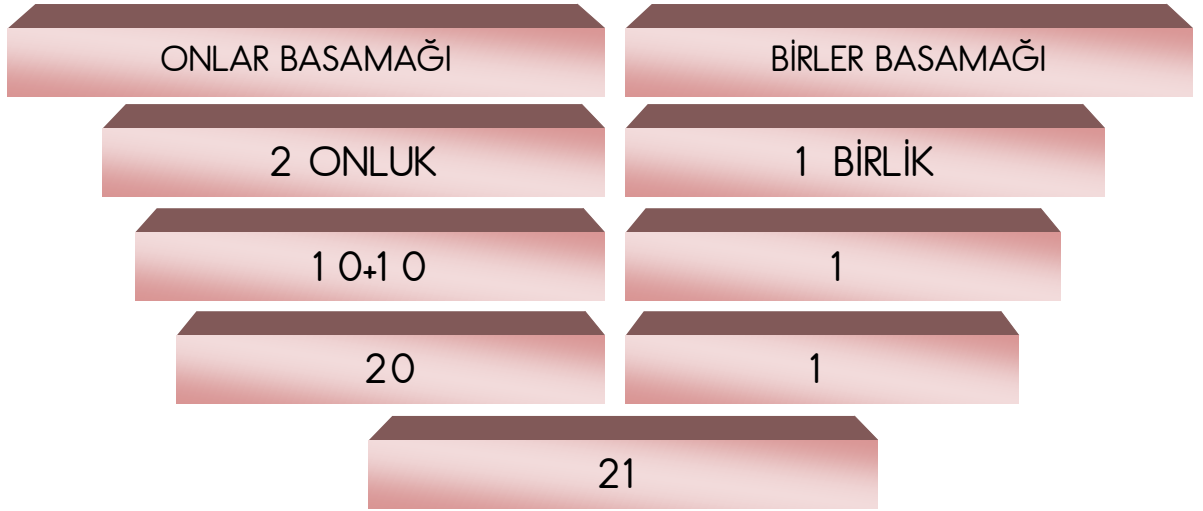 ONLAR BASAMAĞI
BİRLER BASAMAĞI
2 ONLUK
1 BİRLİK
10+10
1
20
1
21